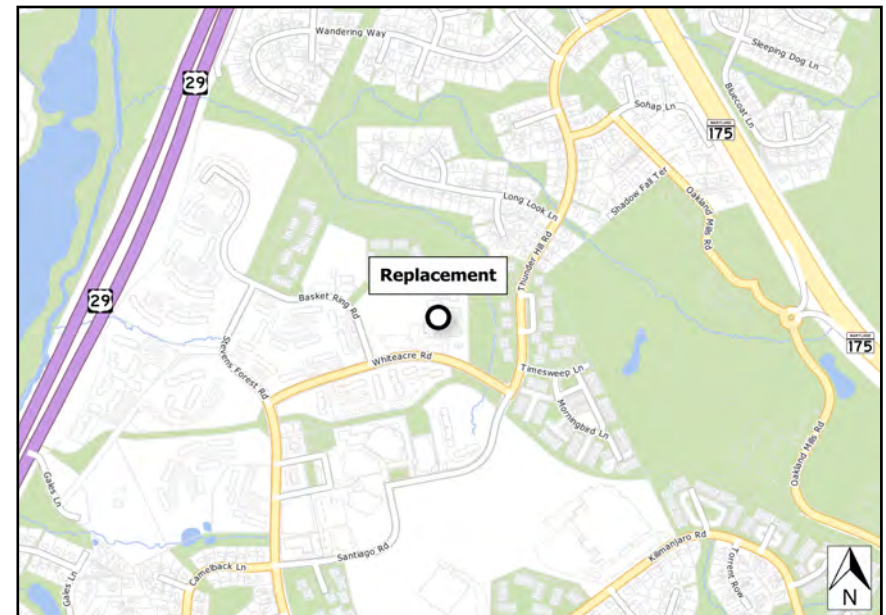 Wandering Way
Sleeping Dog Ln
29
Bluecoat Ln
Sohap Ln
MARYLAND
175
Long Look Ln
Shadow Fall Ter
Oakland Mills Rd
Thunder Hill Rd
Replacement
29
Basket Ring Rd
MARYLAND
175
Stevens Forest Rd
Whiteacre Rd
Timesweep Ln
Morningbird Ln
Oakland Mills Rd
Gales Ln
Santiago Rd
Kilimanjaro Rd
Camelback Ln
Torrent Row
Gales Ln
N